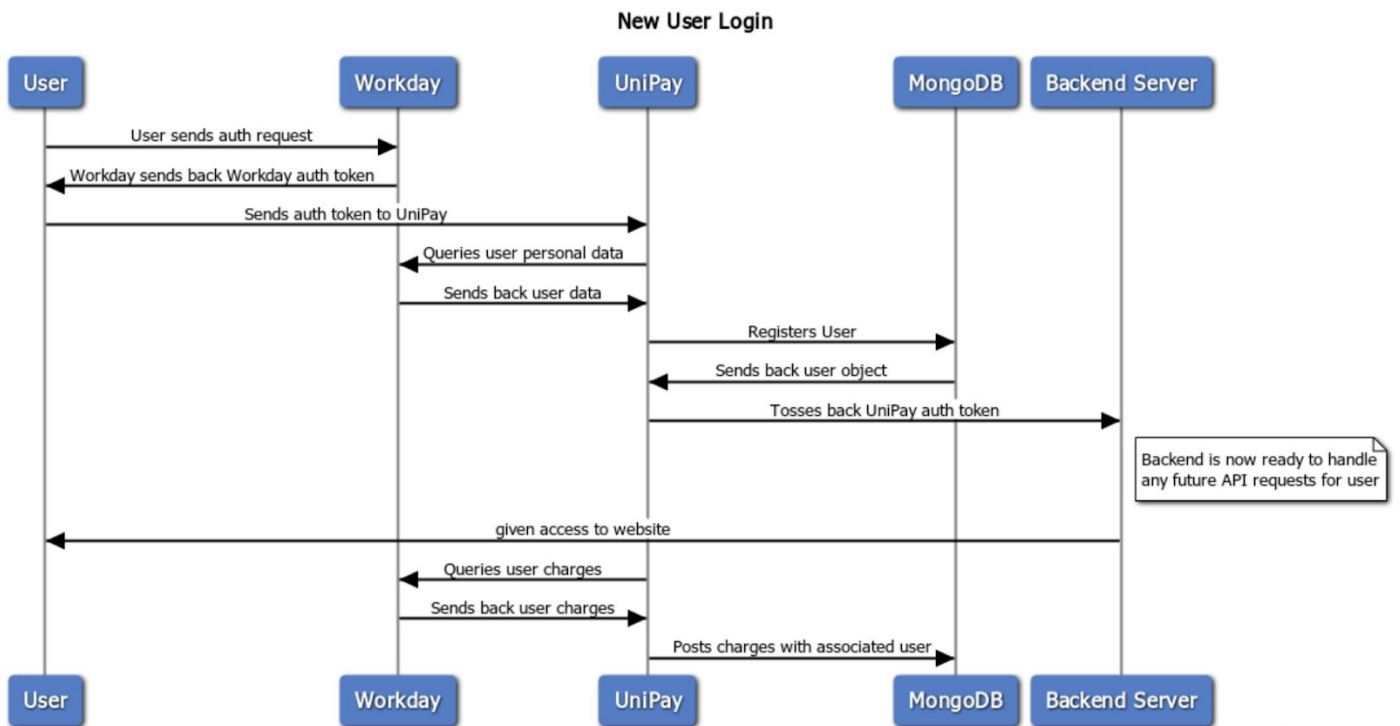 New User Login
User
Workday
UniPay
MongoDB
Backend Server
User sends auth request
Workday sends back Workday auth token
Sends auth token to UniPay
Queries user personal data
Sends back user data
Registers User
Sends back user object
Tosses back UniPay auth token
Backend is now ready to handle
any future API requests for user
given access to website
Queries user charges
Sends back user charges
Posts charges with associated user
User
Workday
UniPay
MongoDB
Backend Server